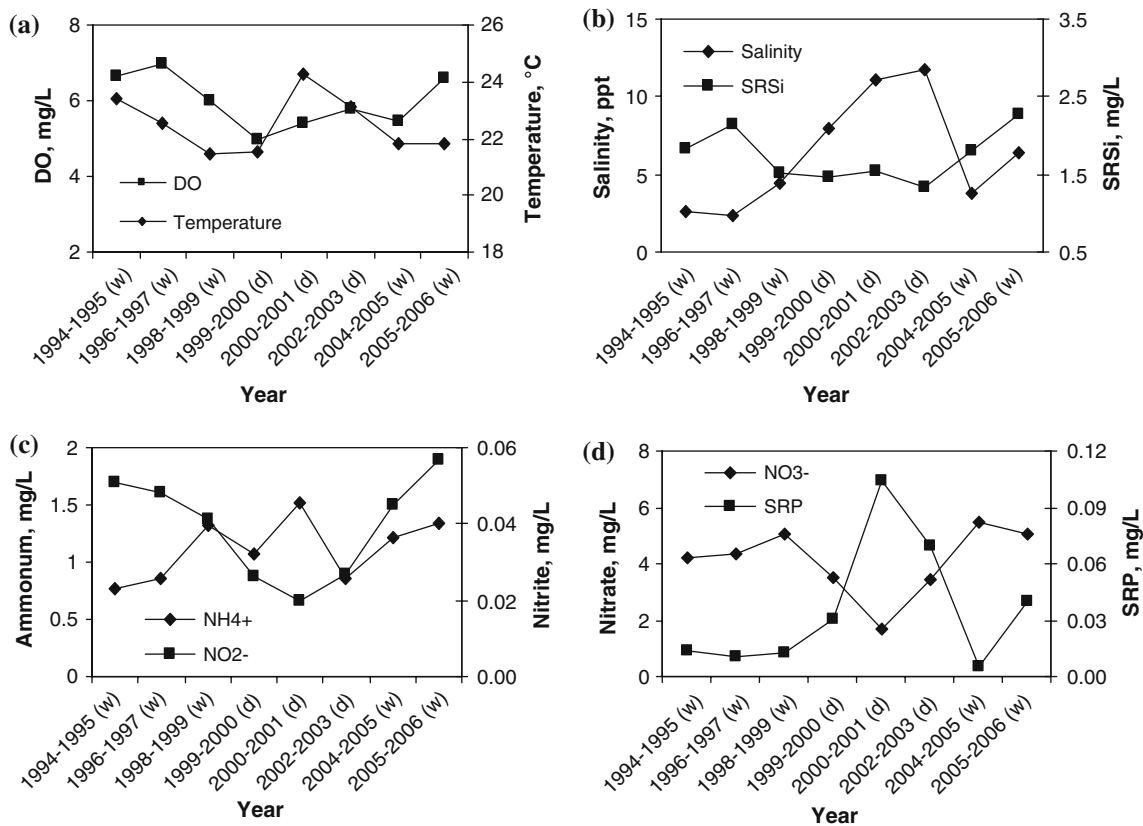 (a)
8
6
4
2
DO, mg/L
26
24
22
20
18
Temperature, °C
DO
Temperature
1994-1995 (w)
1996-1997 (w)
1998-1999 (w)
1999-2000 (d)
2000-2001 (d)
2002-2003 (d)
2004-2005 (w)
2005-2006 (w)
Year
(b)
15
10
5
0
Salinity, ppt
3.5
2.5
1.5
0.5
SRSi, mg/L
Salinity
SRSi
1994-1995 (w)
1996-1997 (w)
1998-1999 (w)
1999-2000 (d)
2000-2001 (d)
2002-2003 (d)
2004-2005 (w)
2005-2006 (w)
Year
(c)
2
1.5
1
0.5
0
Ammonum, mg/L
0.06
0.04
0.02
0.00
Nitrite, mg/L
NH4+
NO2-
1994-1995 (w)
1996-1997 (w)
1998-1999 (w)
1999-2000 (d)
2000-2001 (d)
2002-2003 (d)
2004-2005 (w)
2005-2006 (w)
Year
(d)
8
6
4
2
0
Nitrate, mg/L
0.12
0.09
0.06
0.03
0.00
SRP, mg/L
NO3-
SRP
1994-1995 (w)
1996-1997 (w)
1998-1999 (w)
1999-2000 (d)
2000-2001 (d)
2002-2003 (d)
2004-2005 (w)
2005-2006 (w)
Year